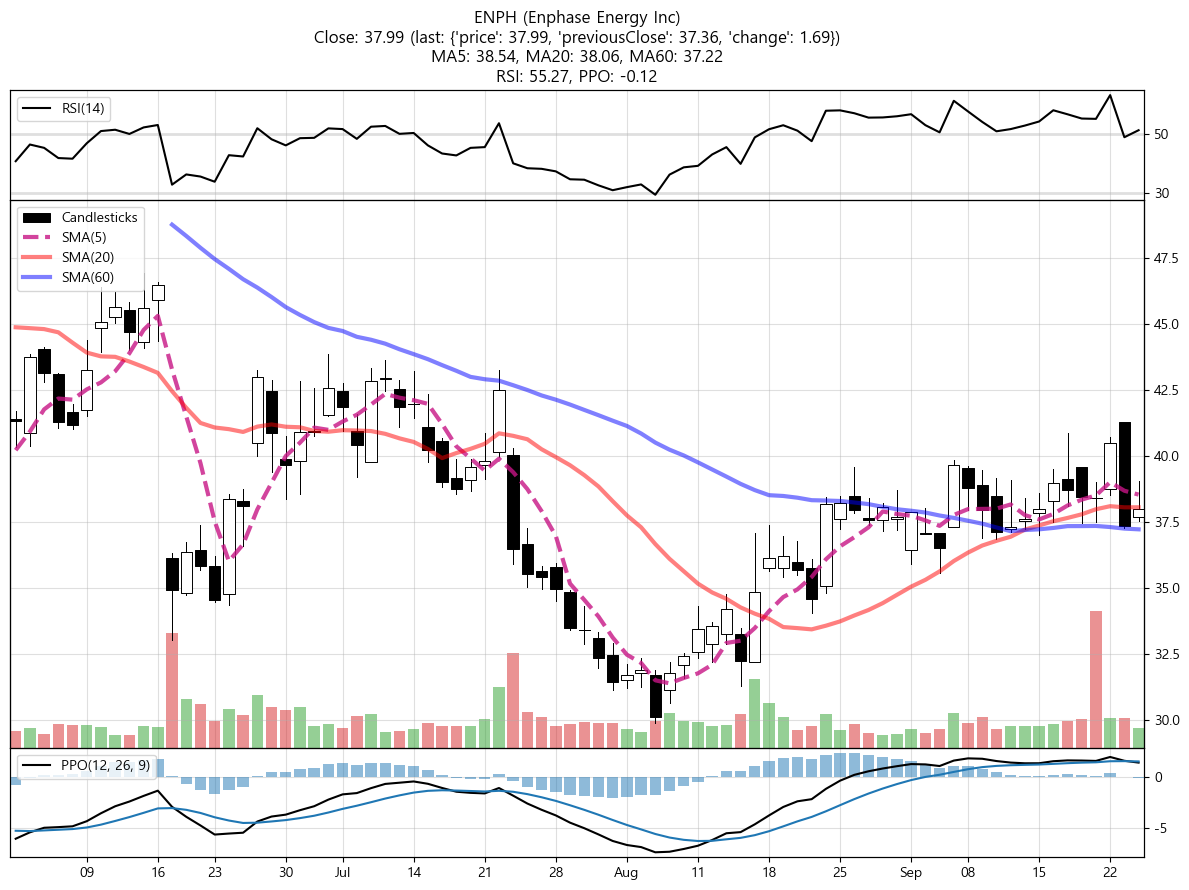 ENPH (Enphase Energy Inc)
Close: 37.99 (last: {'price': 37.99, 'previousClose': 37.36, 'change': 1.69})
MA5: 38.54, MA20: 38.06, MA60: 37.22
RSI: 55.27, PPO: -0.12
RSI(14)
50
30
Candlesticks
SMA(5)
SMA(20)
SMA(60)
47.5
45.0
42.5
40.0
37.5
35.0
32.5
30.0
PPO(12, 26, 9)
0
-5
09 16 23 30 Jul 14 21 28 Aug 11 18 25 Sep 08 15 22